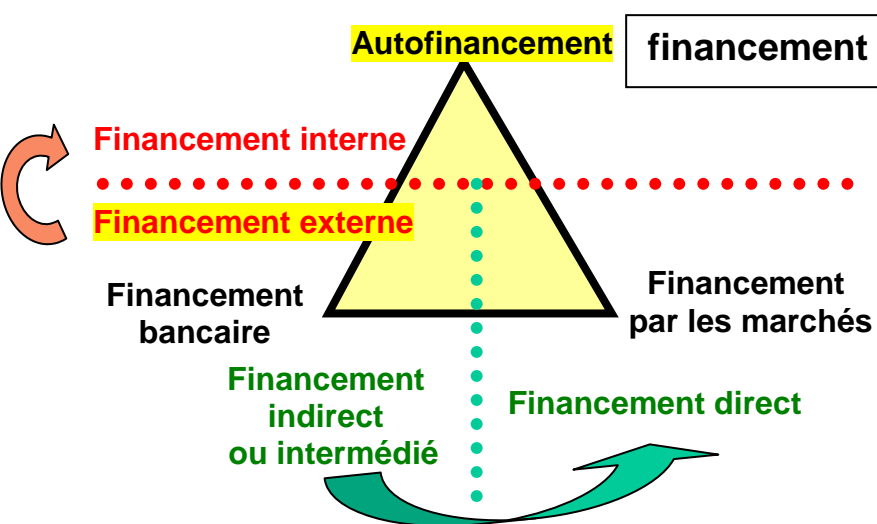 Autofinancement
financement
Financement interne
Financement externe
Financement
bancaire
Financement
par les marchés
Financement
indirect
ou intermédié
Financement direct